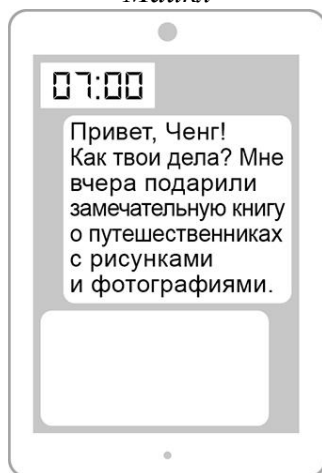 07:00
Привет, Ченг!
Как твои дела? Мне
вчера подарили
замечательную книгу
о путешественниках
с рисунками
и фотографиями.